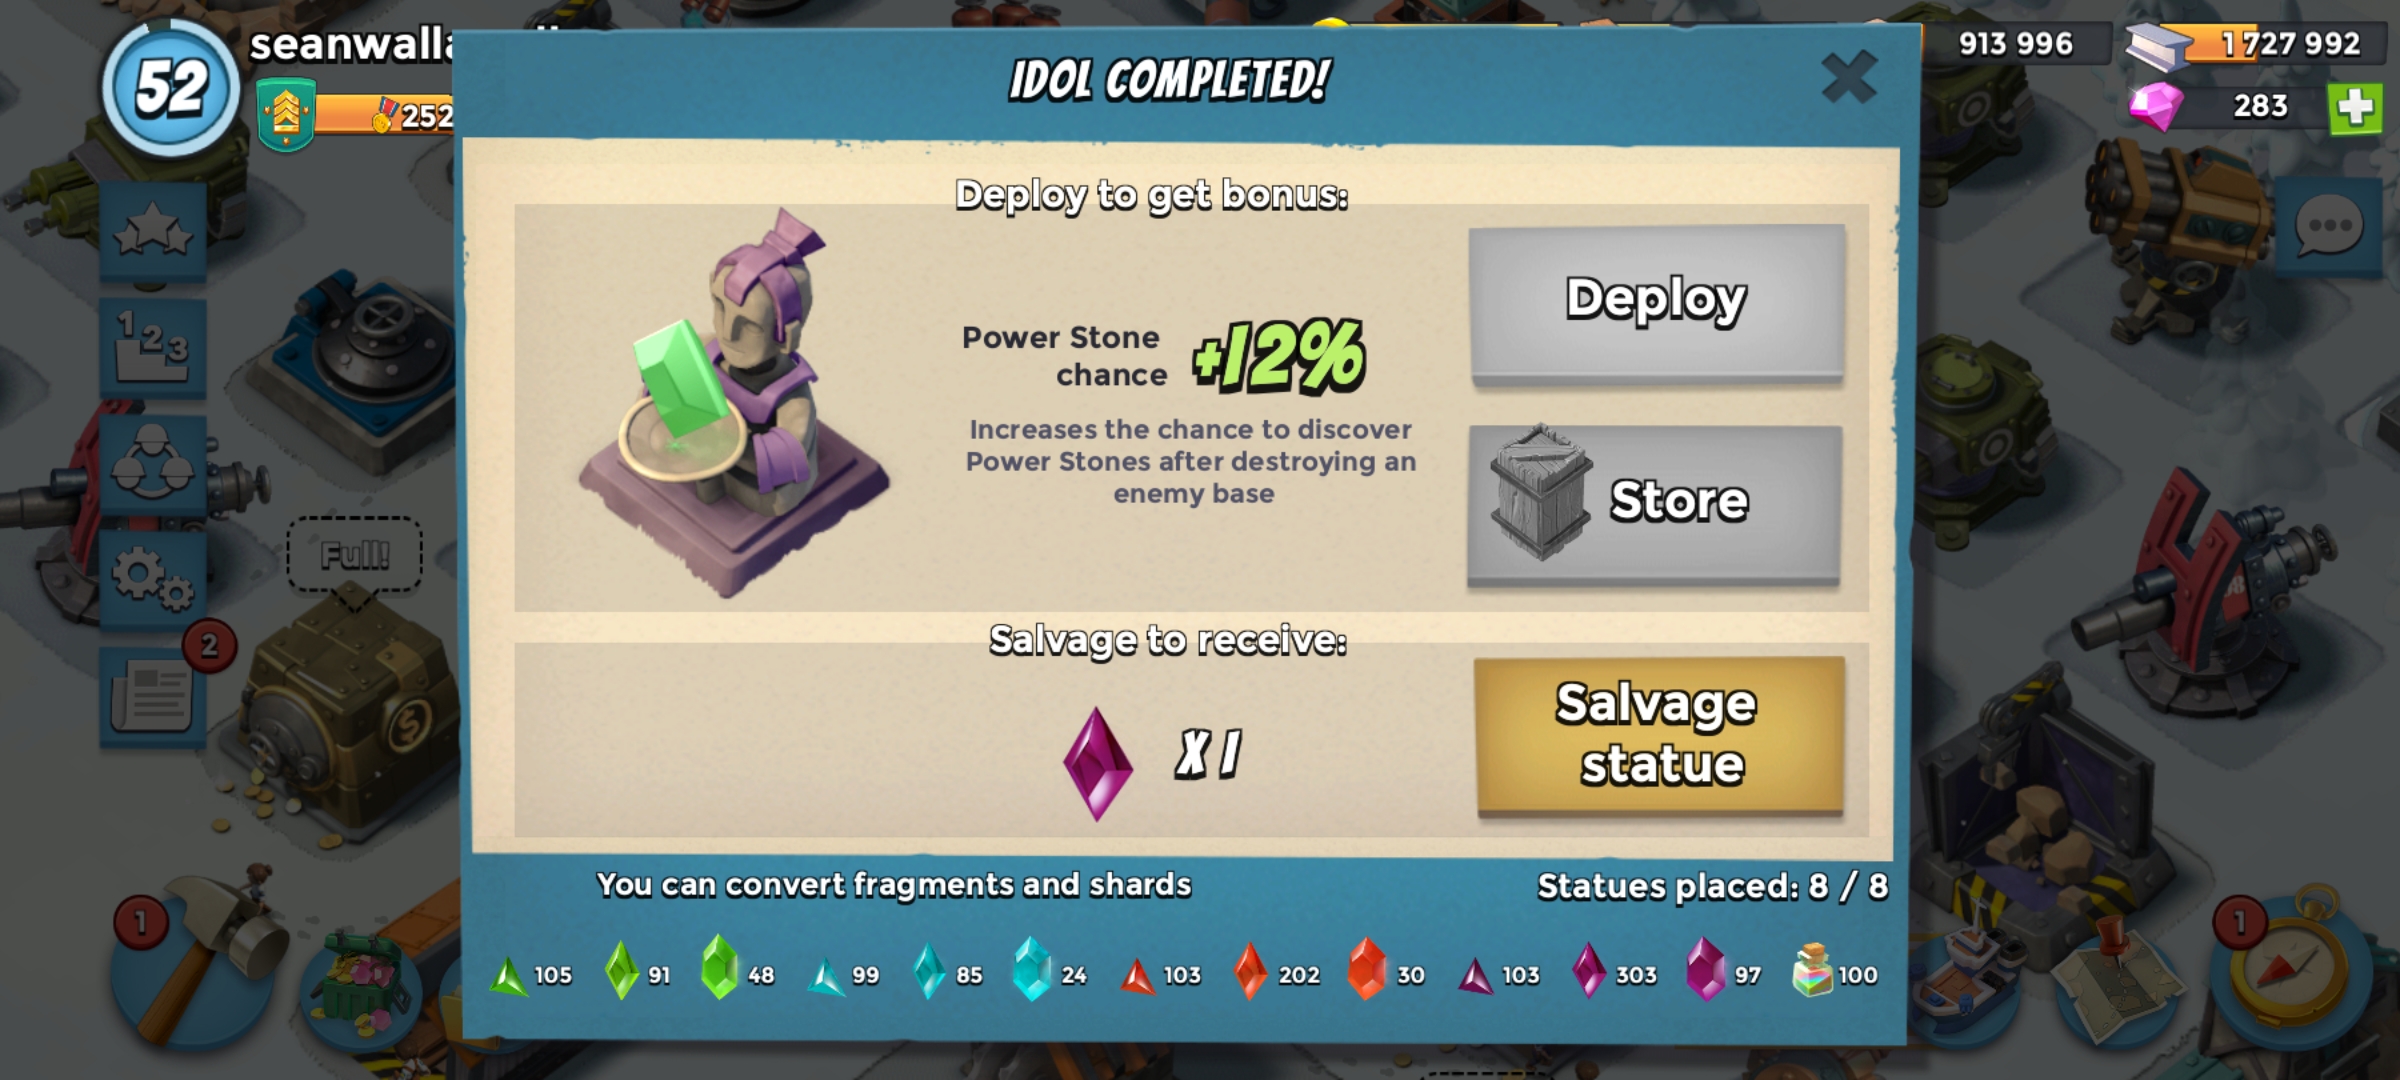 52
252
IDOL COMPLETED!
913 996
1 727 992
283
Deploy to get bonus:
1 2 3
Power Stone
chance
+12%
Increases the chance to discover
Power Stones after destroying an
enemy base
Deploy
Store
Full!
2
Salvage to receive:
X 1
Salvage
statue
You can convert fragments and shards
Statues placed: 8 / 8
1
1
105
91
48
99
85
24
103
202
30
103
303
97
100